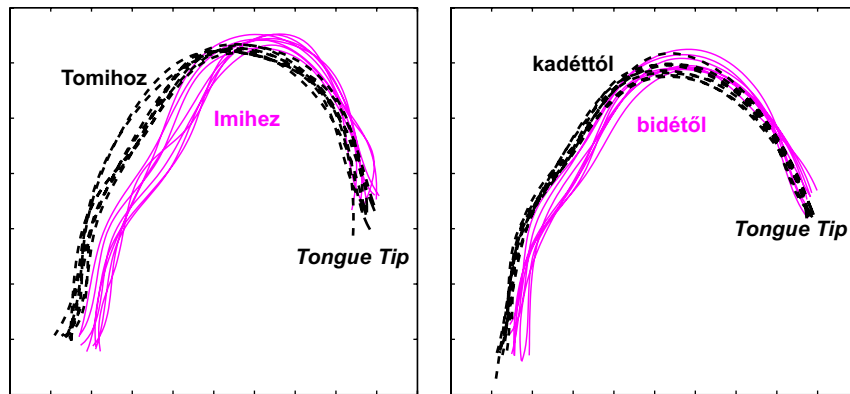 Tomihoz
Imihez
Tongue Tip
kadéttól
bidétől
Tongue Tip